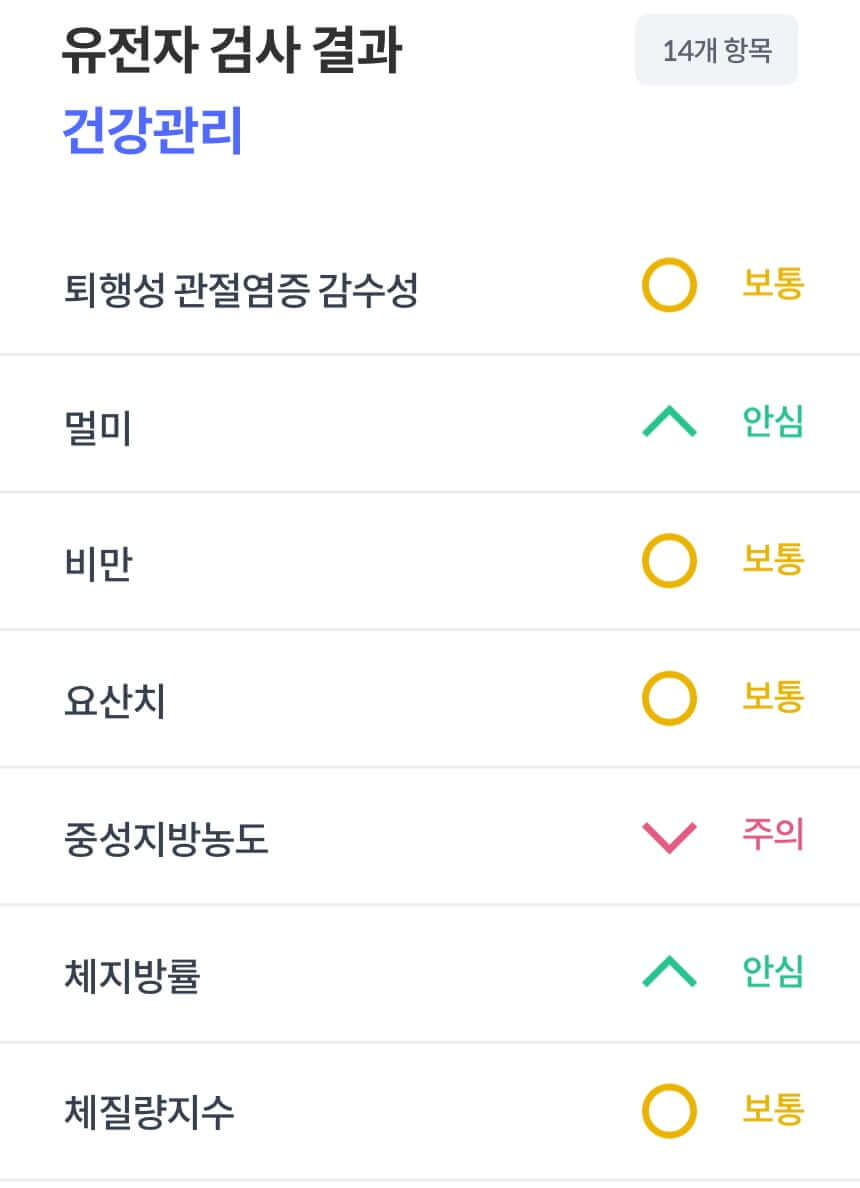 유전자 검사 결과
14개 항목
건강관리
퇴행성 관절염증 감수성 보통
멀미 안심
비만 보통
요산치 보통
중성지방농도 주의
체지방률 안심
체질량지수 보통